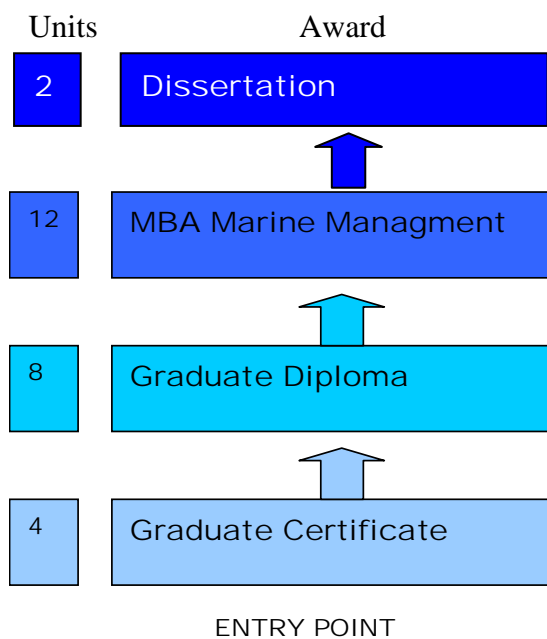 Units Award
2 Dissertation
12 MBA Marine Managment
8 Graduate Diploma
4 Graduate Certificate
ENTRY POINT